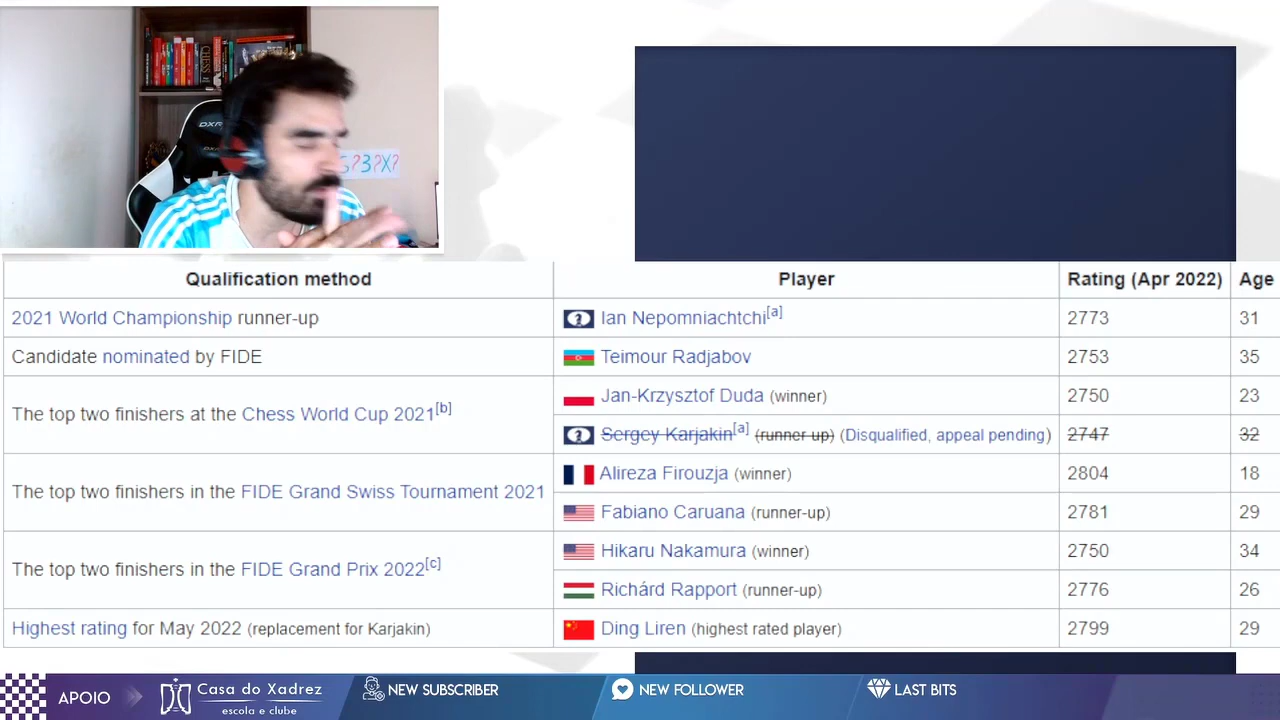 CHESS
DXR
G?3?X?
Qualification method Player Rating (Apr 2022) Age
2021 World Championship runner-up Ian Nepomniachtchi[a] 2773 31
Candidate nominated by FIDE Teimour Radjabov 2753 35
The top two finishers at the Chess World Cup 2021[b] Jan-Krzysztof Duda (winner) 2750 23
Sergey Karjakin[a] (runner up) (Disqualified, appeal pending) 2747 32
The top two finishers in the FIDE Grand Swiss Tournament 2021 Alireza Firouzja (winner) 2804 18
Fabiano Caruana (runner-up) 2781 29
The top two finishers in the FIDE Grand Prix 2022[c] Hikaru Nakamura (winner) 2750 34
Richárd Rapport (runner-up) 2776 26
Highest rating for May 2022 (replacement for Karjakin) Ding Liren (highest rated player) 2799 29
APOIO Casa do Xadrez NEW SUBSCRIBER NEW FOLLOWER LAST BITS
escola e clube